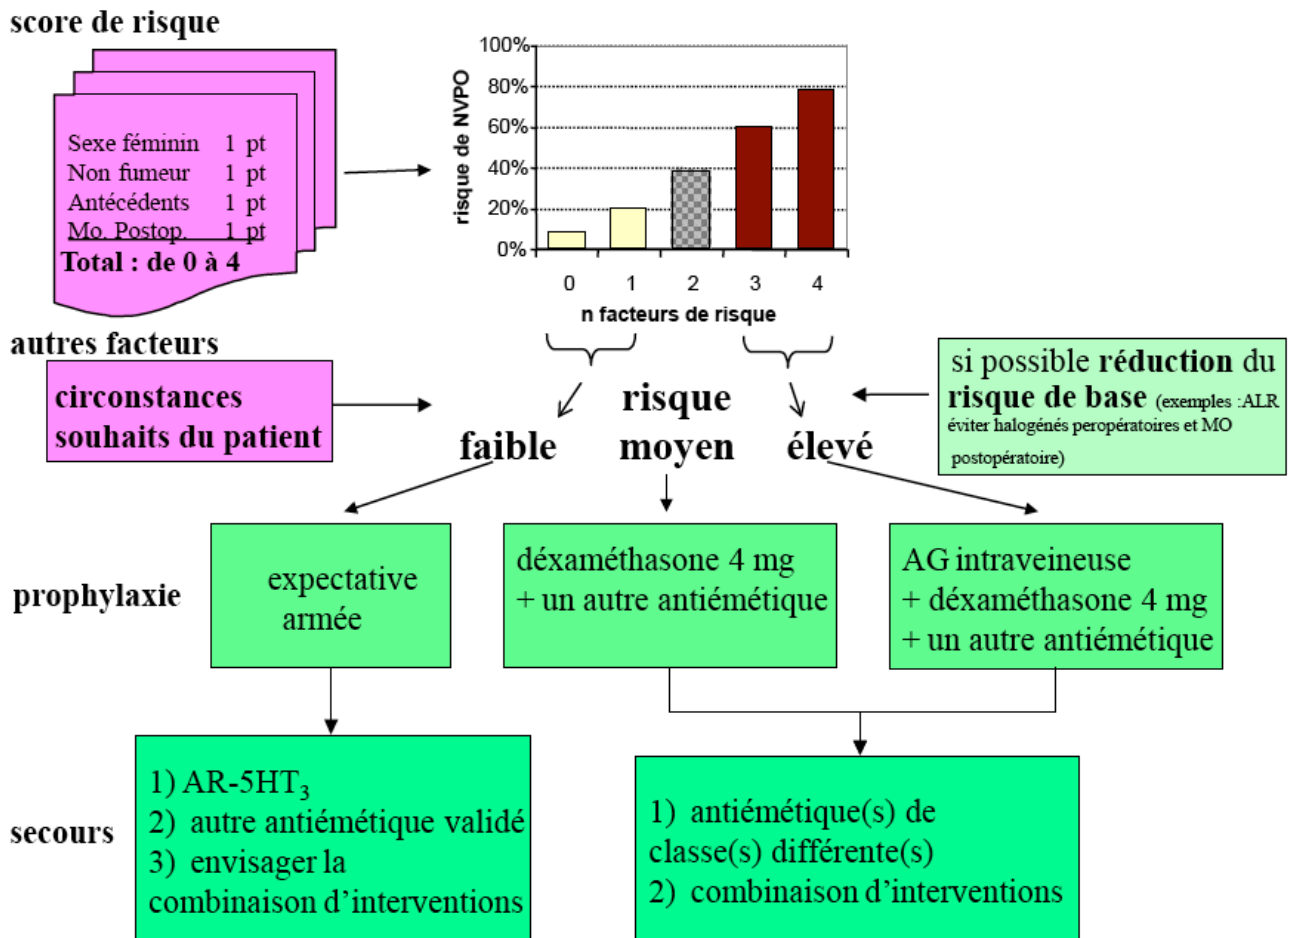 score de risque
Sexe féminin 1 pt
Non fumeur 1 pt
Antécédents 1 pt
Mo. Postop. 1 pt
Total : de 0 à 4
100%
80%
60%
40%
20%
0%
risque de NVPO
0 1 2 3 4
n facteurs de risque
autres facteurs
circonstances
souhaits du patient
risque
faible moyen élevé
si possible réduction du
risque de base (exemples :ALR
éviter halogénés peropératoires et MO
postopératoire)
prophylaxie
expectative
armée
déxaméthasone 4 mg
+ un autre antiémétique
AG intraveineuse
+ déxaméthasone 4 mg
+ un autre antiémétique
secours
1) AR-5HT₃
2) autre antiémétique validé
3) envisager la
combinaison d’interventions
1) antiémétique(s) de
classe(s) différente(s)
2) combinaison d’interventions